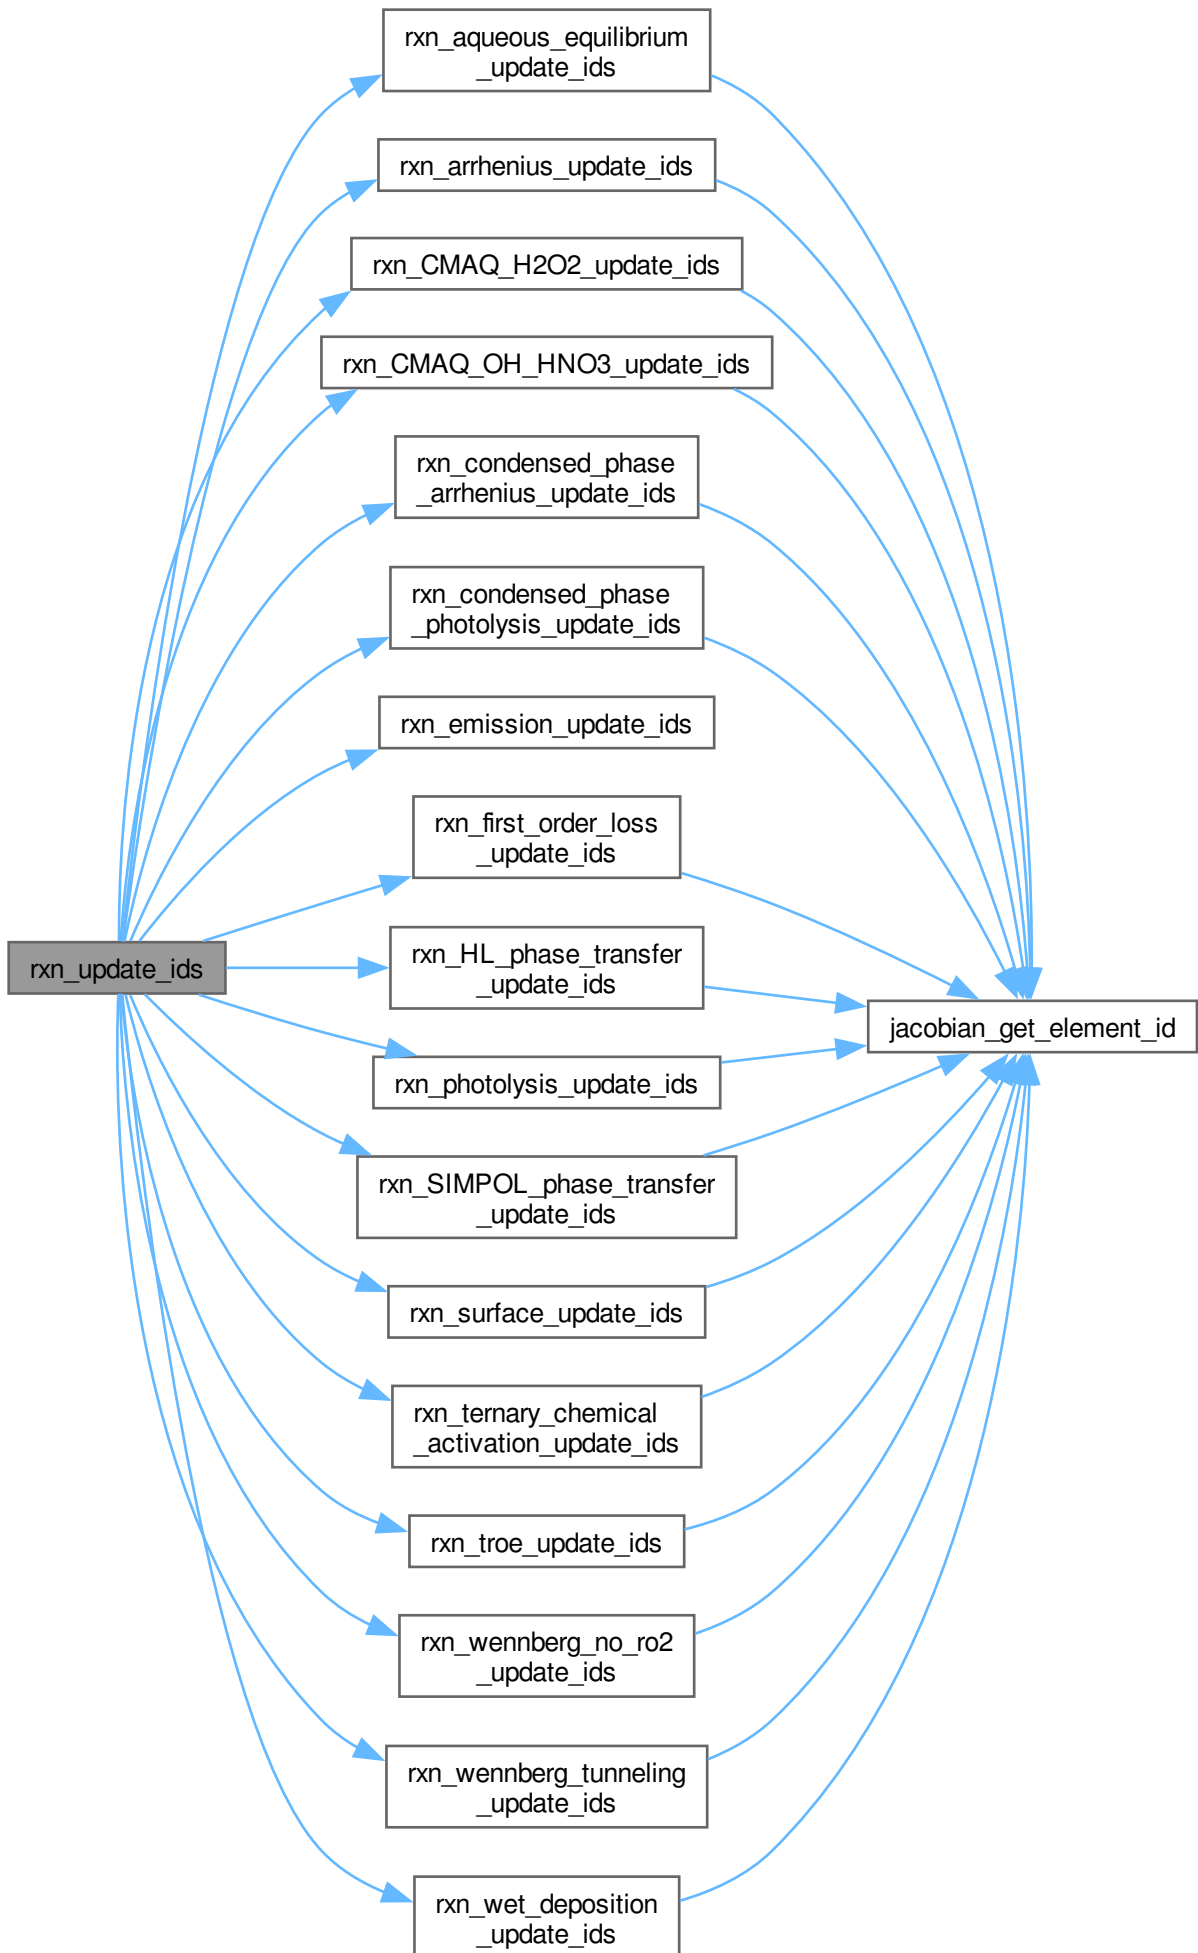 rxn_aqueous_equilibrium
_update_ids
rxn_arrhenius_update_ids
rxn_CMAQ_H2O2_update_ids
rxn_CMAQ_OH_HNO3_update_ids
rxn_condensed_phase
_arrhenius_update_ids
rxn_condensed_phase
_photolysis_update_ids
rxn_emission_update_ids
rxn_first_order_loss
_update_ids
rxn_update_ids
rxn_HL_phase_transfer
_update_ids
jacobian_get_element_id
rxn_photolysis_update_ids
rxn_SIMPOL_phase_transfer
_update_ids
rxn_surface_update_ids
rxn_ternary_chemical
_activation_update_ids
rxn_troe_update_ids
rxn_wennberg_no_ro2
_update_ids
rxn_wennberg_tunneling
_update_ids
rxn_wet_deposition
_update_ids